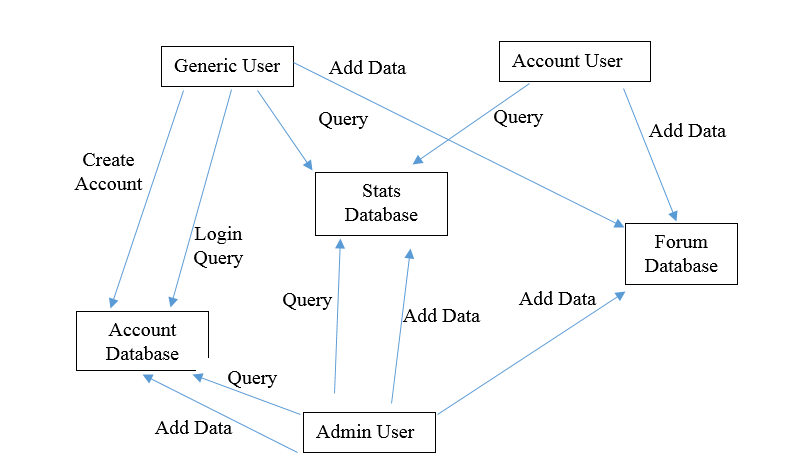 Generic User
Account User
Add Data
Query
Query
Add Data
Create
Account
Stats
Database
Login
Query
Forum
Database
Query
Add Data
Add Data
Account
Database
Query
Add Data
Admin User